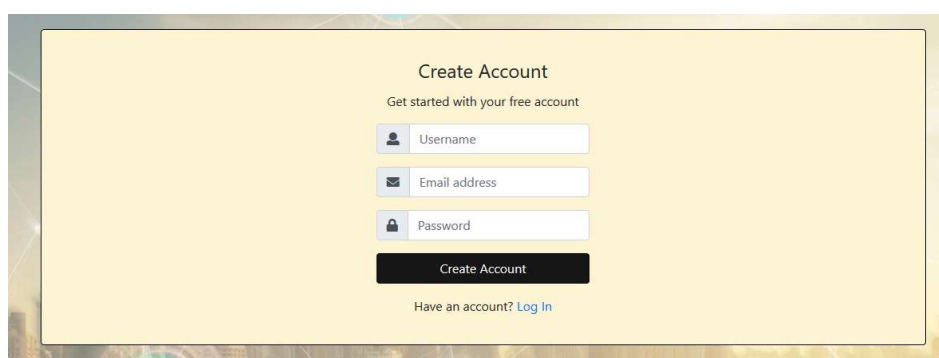 Create Account
Get started with your free account
Username
Email address
Password
Create Account
Have an account? Log In